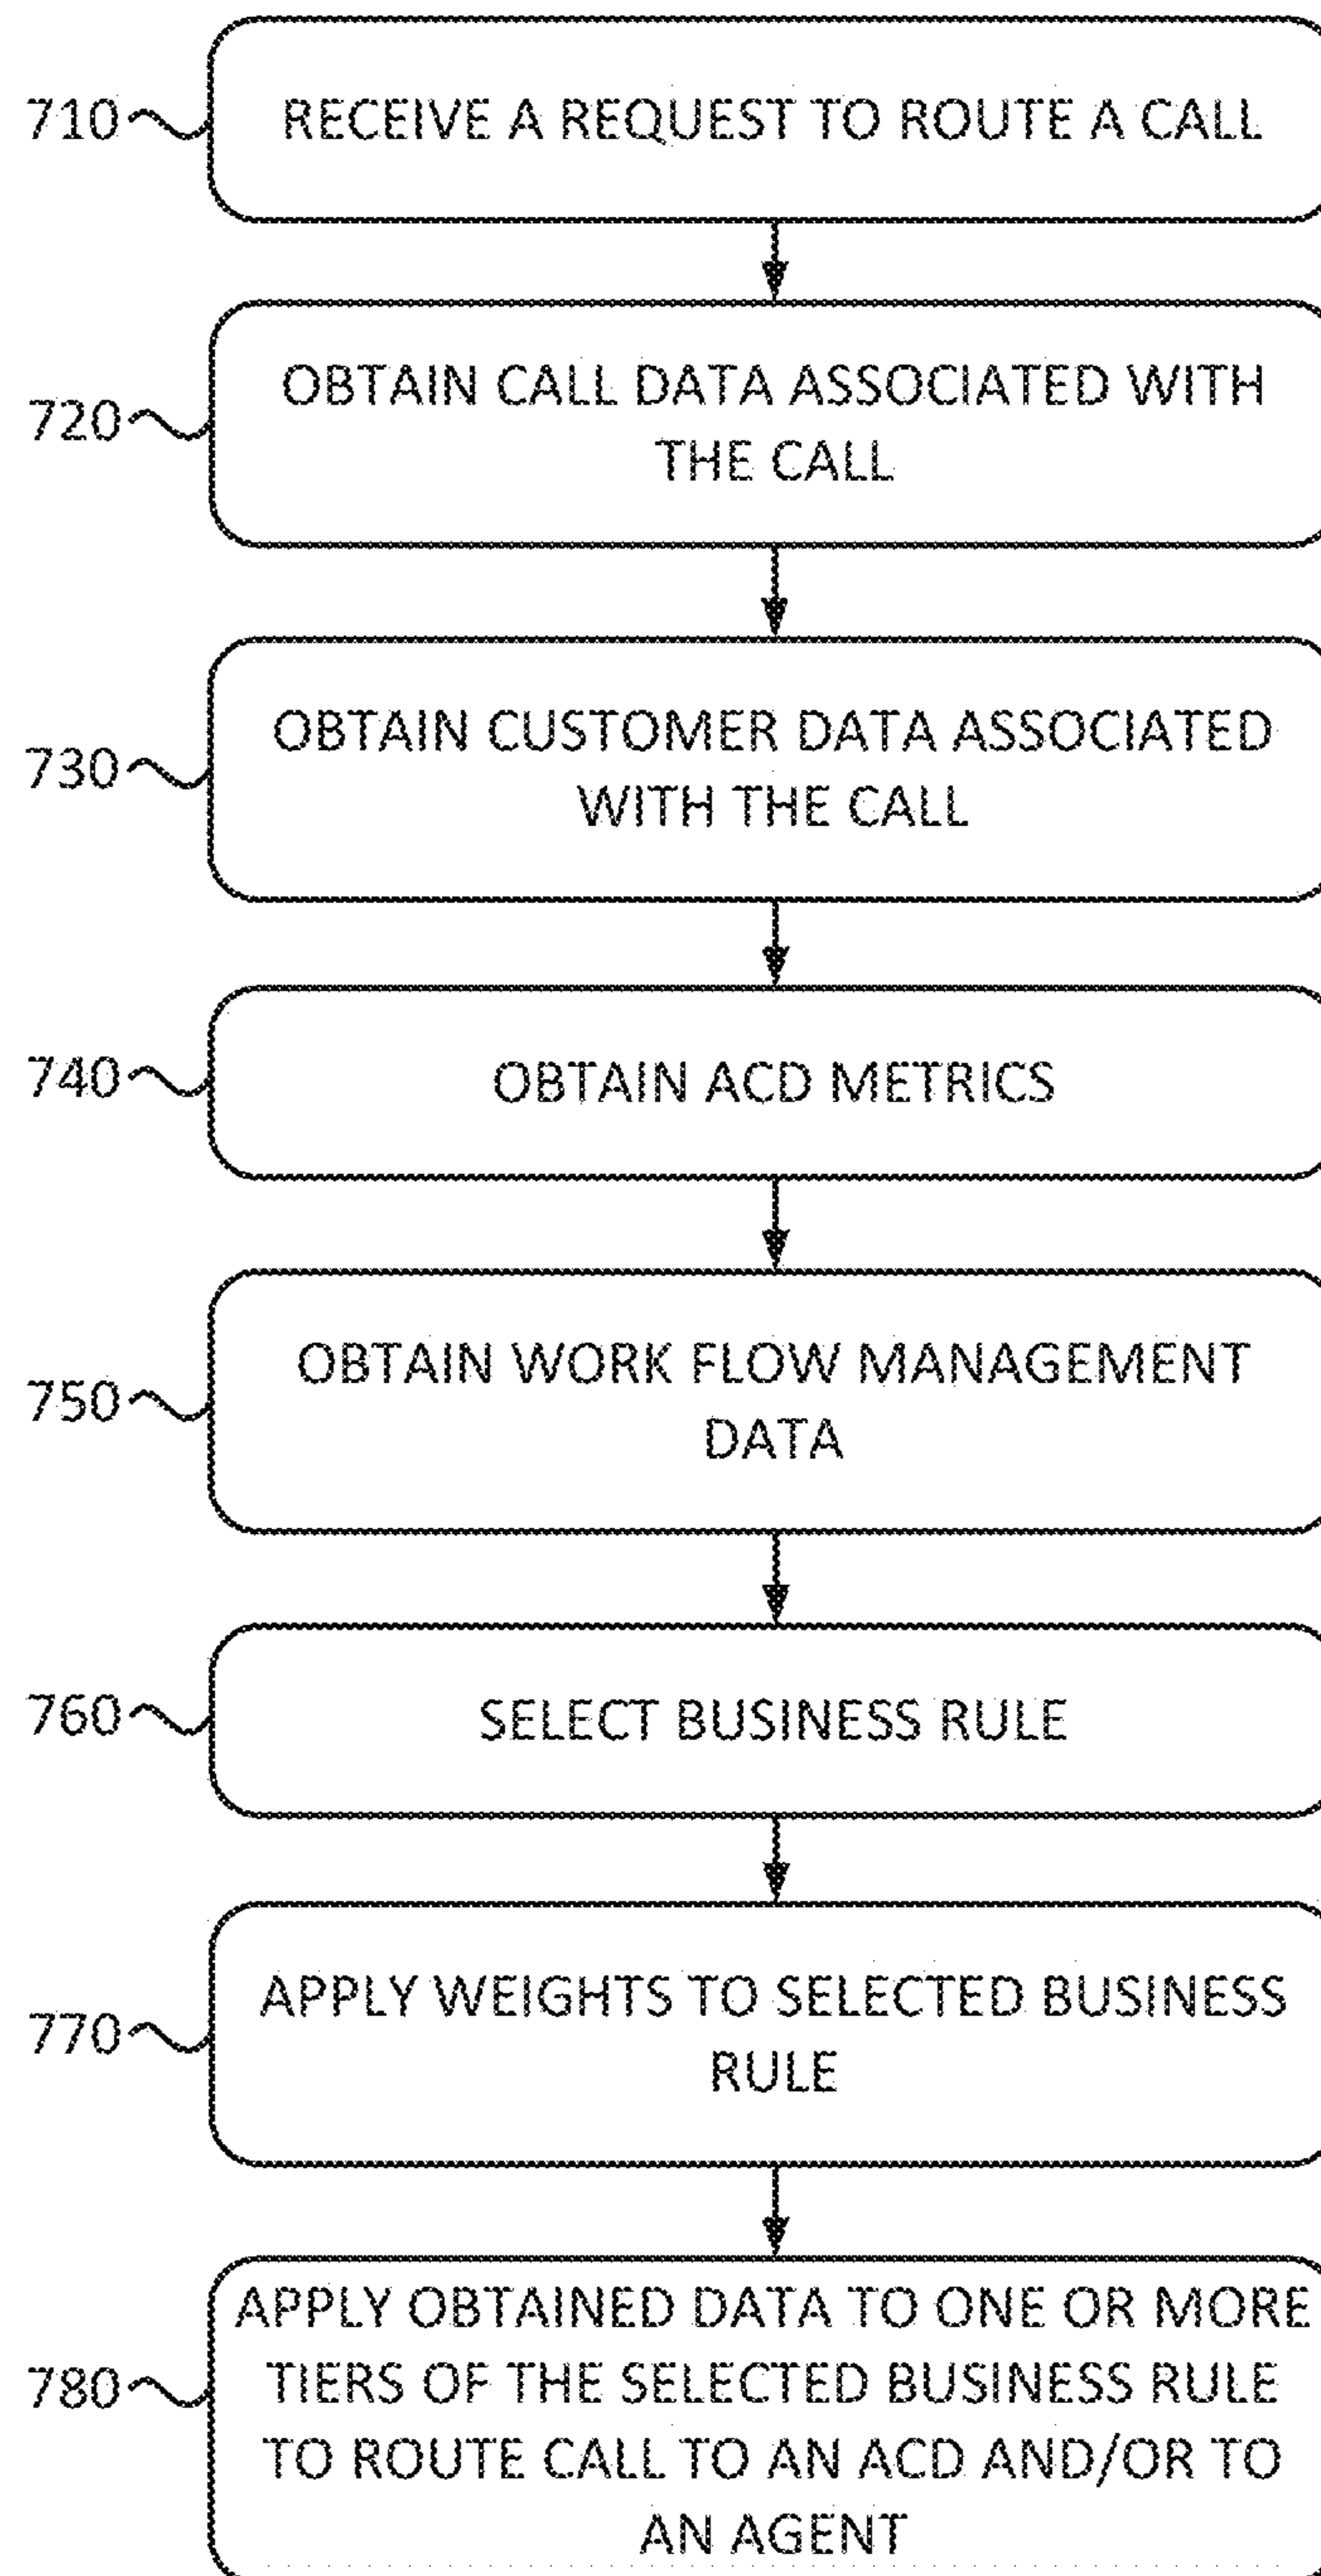 710
RECEIVE A REQUEST TO ROUTE A CALL
720
OBTAIN CALL DATA ASSOCIATED WITH
THE CALL
730
OBTAIN CUSTOMER DATA ASSOCIATED
WITH THE CALL
740
OBTAIN ACD METRICS
750
OBTAIN WORK FLOW MANAGEMENT
DATA
760
SELECT BUSINESS RULE
770
APPLY WEIGHTS TO SELECTED BUSINESS
RULE
780
APPLY OBTAINED DATA TO ONE OR MORE
TIERS OF THE SELECTED BUSINESS RULE
TO ROUTE CALL TO AN ACD AND/OR TO
AN AGENT